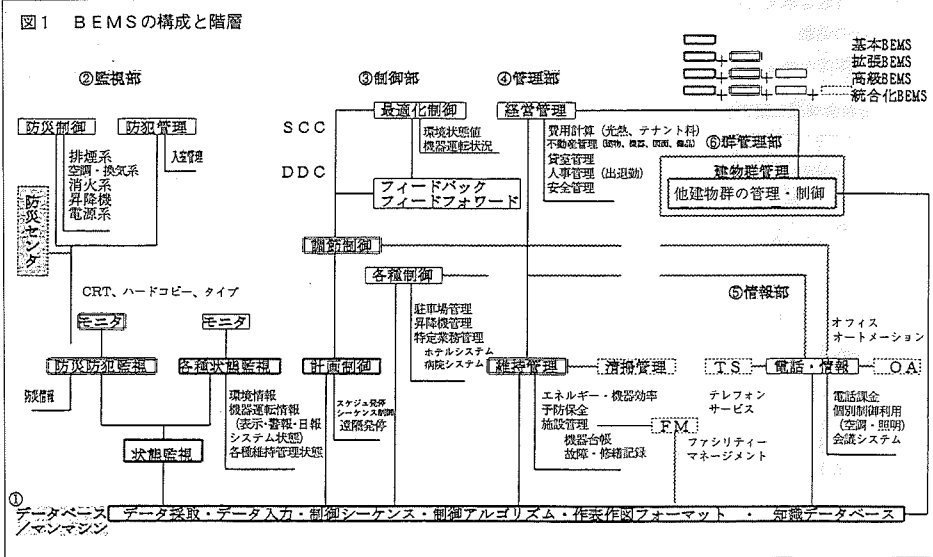 図1 BEMSの構成と階層
基本BEMS
+ 拡張BEMS
+ + 高級BEMS
+ + + 統合化BEMS
②監視部
③制御部
④管理部
防災制御
防犯管理
排煙系
空調・換気系
消火系
昇降機
電源系
入室管理
防災センタ
SCC
DDC
最適化制御
環境状態値
機器運転状況
フィードバック
フィードフォワード
経営管理
費用計算(光熱、テナント料)
不動産管理(建物、機器、図面、備品)
貸室管理
人事管理(出退勤)
安全管理
⑥群管理部
建物群管理
他建物群の管理・制御
調節制御
各種制御
駐車場管理
昇降機管理
特定業務管理
ホテルシステム
病院システム
⑤情報部
CRT、ハードコピー、タイプ
モニタ
モニタ
防災防犯監視
各種状態監視
防災情報
環境情報
機器運転情報
(表示・警報・日報
システム状態)
各種維持管理状態
状態監視
計画制御
スケジュ発停
シーケンス制御
遠隔発停
維持管理
清掃管理
エネルギー・機器効率
予防保全
施設管理
機器台帳
故障・修繕記録
FM
ファシリティー
マネージメント
オフィス
オートメーション
TS
電話・情報
OA
テレフォン
サービス
電話課金
個別制御利用
(空調・照明)
会議システム
①
データベース
/マンマシン
データ採取・データ入力・制御シーケンス・制御アルゴリズム・作表作図フォーマット ・ 知識データベース